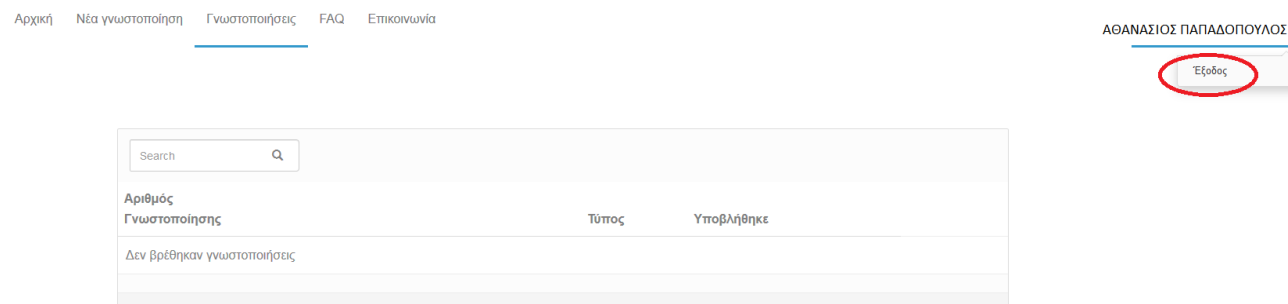 Αρχική Νέα γνωστοποίηση Γνωστοποιήσεις FAQ Επικοινωνία
ΑΘΑΝΑΣΙΟΣ ΠΑΠΑΔΟΠΟΥΛΟΣ
Έξοδος
Search
Αριθμός
Γνωστοποίησης Τύπος Υποβλήθηκε
Δεν βρέθηκαν γνωστοποιήσεις